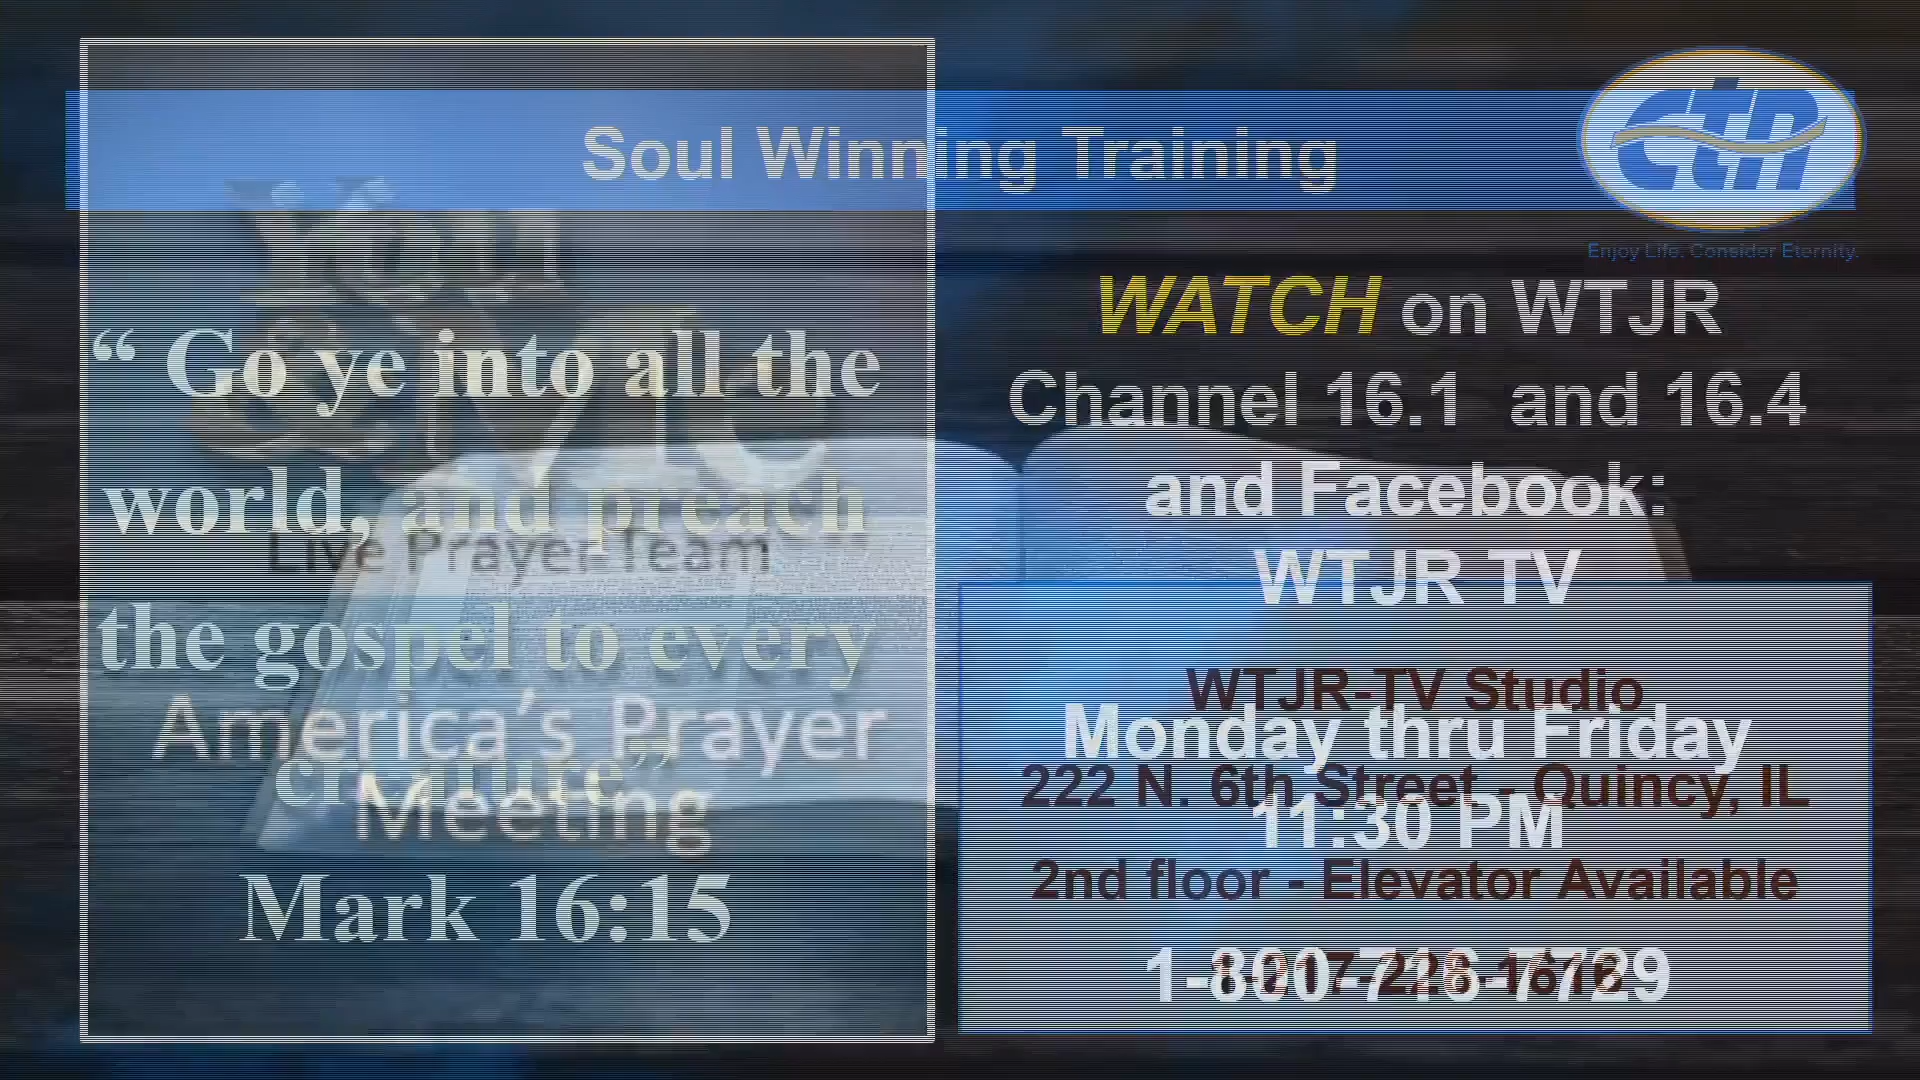 Soul Winning Training
ctn
Enjoy Life. Consider Eternity.
You
“ Go ye into all the
world, and preach
the gospel to every
creature”
Mark 16:15
Live Prayer Team
America’s Prayer
Meeting
WATCH on WTJR
Channel 16.1 and 16.4
and Facebook:
WTJR TV
Monday thru Friday
11:30 PM
WTJR-TV Studio
222 N. 6th Street - Quincy, IL
2nd floor - Elevator Available